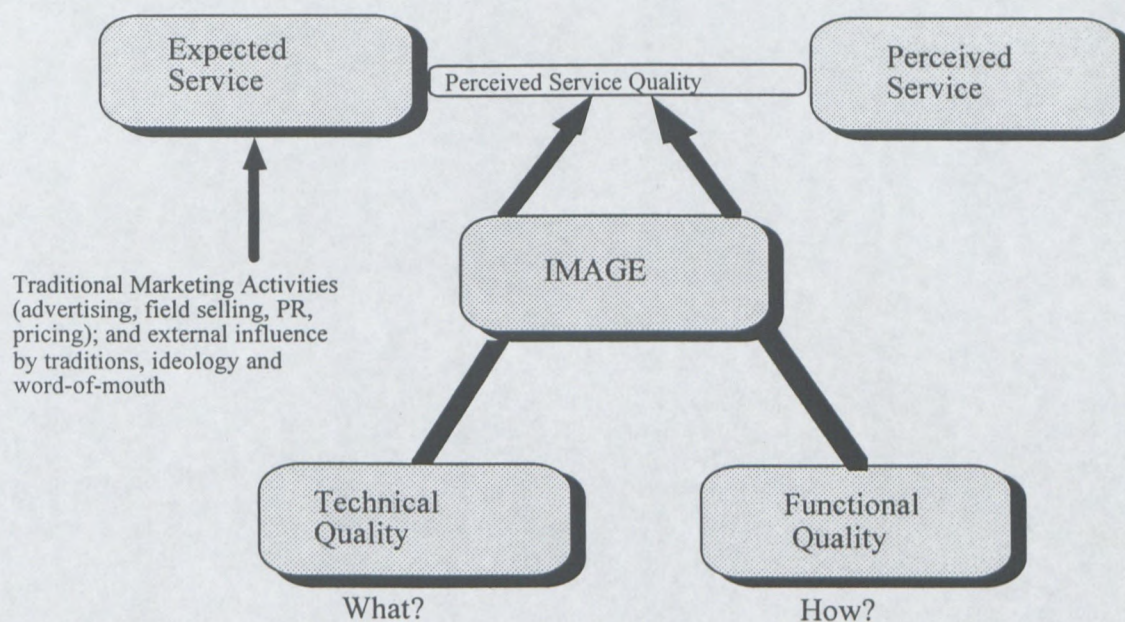 Expected
Service
Perceived Service Quality
Perceived
Service
IMAGE
Traditional Marketing Activities
(advertising, field selling, PR,
pricing); and external influence
by traditions, ideology and
word-of-mouth
Technical
Quality
Functional
Quality
What?
How?